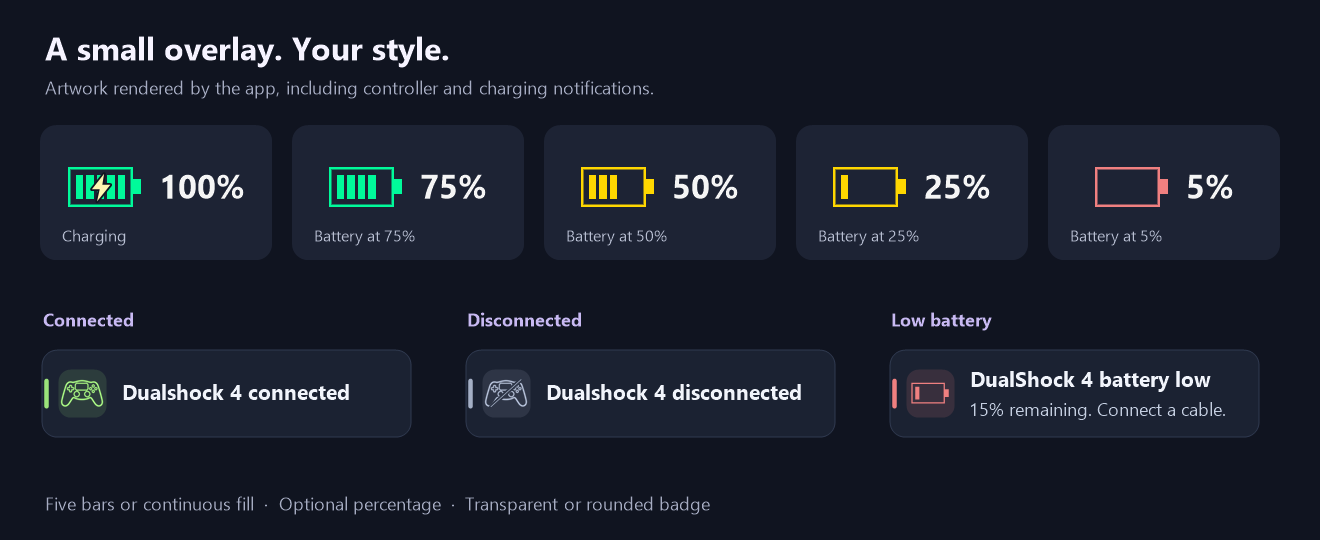 A small overlay. Your style.
Artwork rendered by the app, including controller and charging notifications.
100%
Charging
75%
Battery at 75%
50%
Battery at 50%
25%
Battery at 25%
5%
Battery at 5%
Connected
Dualshock 4 connected
Disconnected
Dualshock 4 disconnected
Low battery
DualShock 4 battery low
15% remaining. Connect a cable.
Five bars or continuous fill · Optional percentage · Transparent or rounded badge